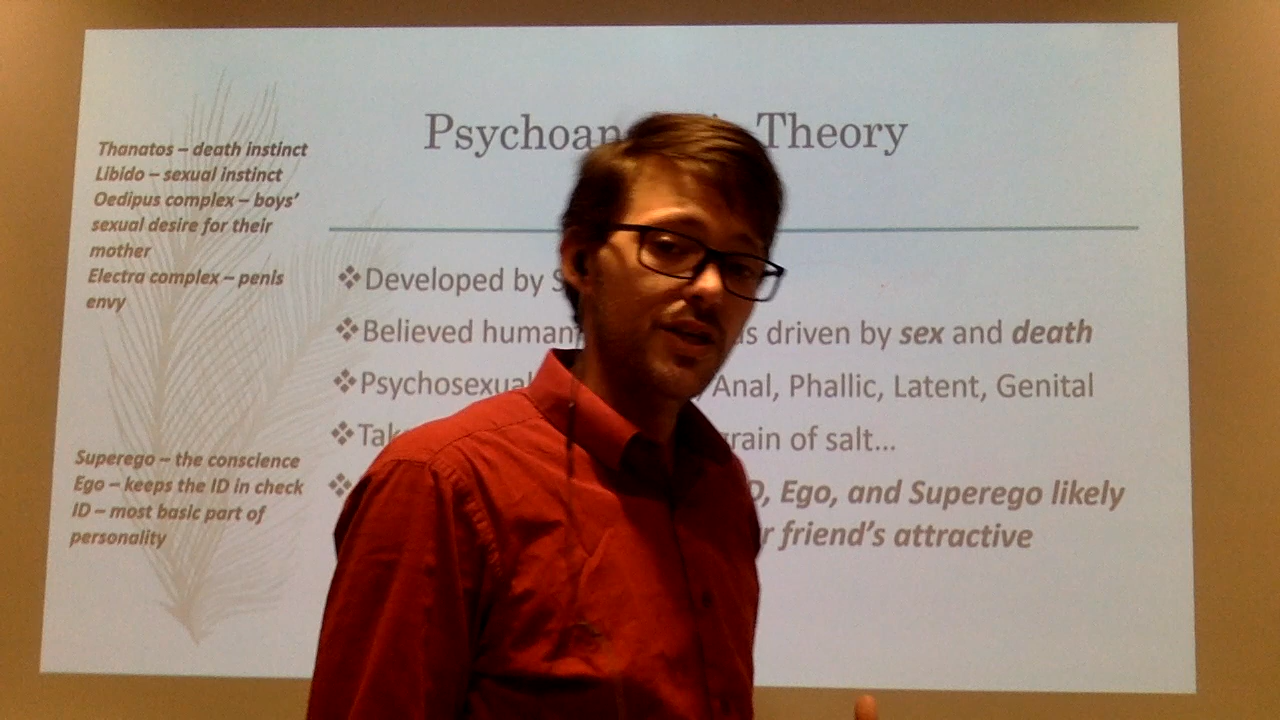 Psychoan Theory
Thanatos – death instinct
Libido – sexual instinct
Oedipus complex – boys'
sexual desire for their
mother
Electra complex – penis
envy
Superego – the conscience
Ego – keeps the ID in check
ID – most basic part of
personality
❖Developed by S
❖Believed human s driven by sex and death
❖Psychosexual Anal, Phallic, Latent, Genital
❖Tak grain of salt...
❖ Ego, and Superego likely
friend's attractive